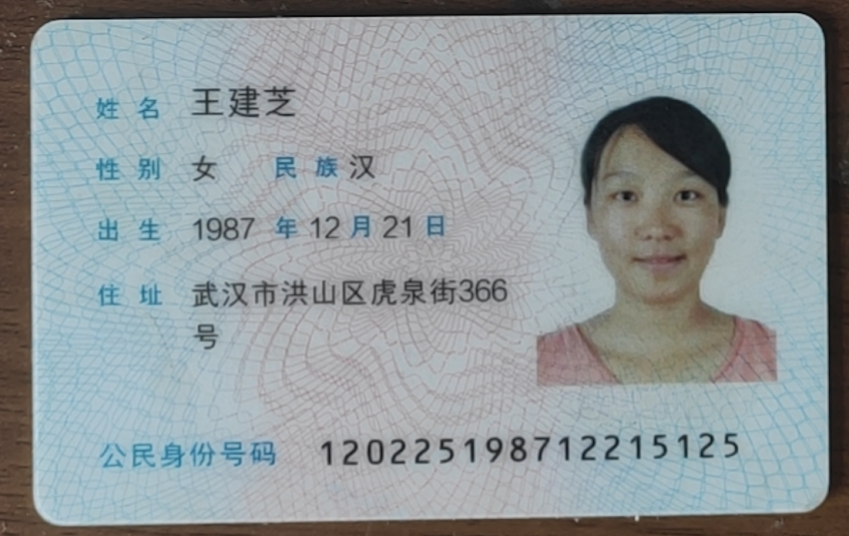 姓名 王建芝
性别 女 民族 汉
出生 1987 年 12 月 21 日
住址 武汉市洪山区虎泉街366
号
公民身份号码 120225198712215125